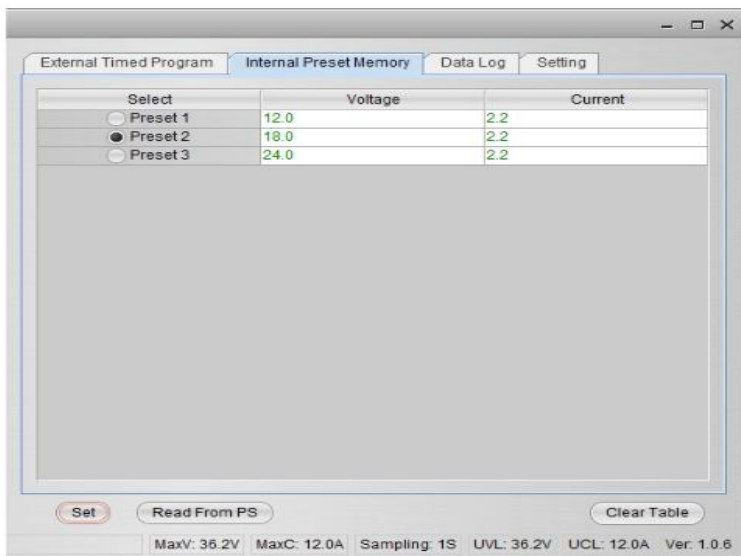 External Timed Program Internal Preset Memory Data Log Setting
Select Voltage Current
Preset 1 12.0 2.2
Preset 2 18.0 2.2
Preset 3 24.0 2.2
Set Read From PS Clear Table
MaxV: 36.2V MaxC: 12.0A Sampling: 1S UVL: 36.2V UCL: 12.0A Ver: 1.0.6